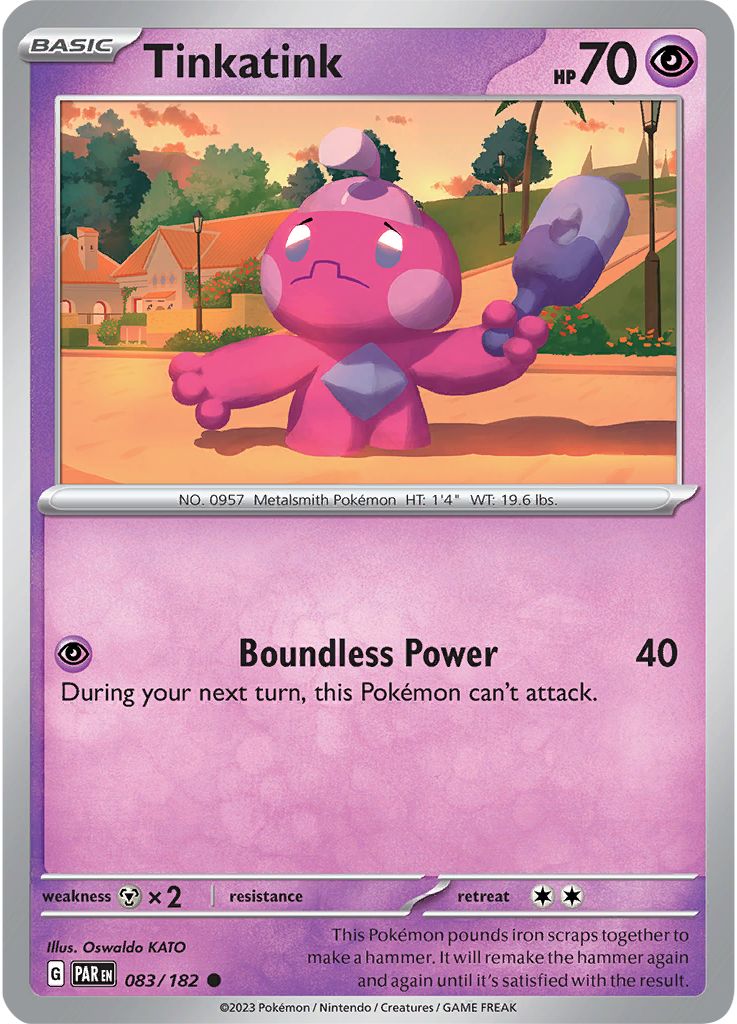 BASIC
Tinkatink
HP 70
NO. 0957 Metalsmith Pokémon HT: 1'4" WT: 19.6 lbs.
Boundless Power 40
During your next turn, this Pokémon can't attack.
weakness ×2 resistance retreat
Illus. Oswaldo KATO
G PAR EN 083/182
This Pokémon pounds iron scraps together to
make a hammer. It will remake the hammer again
and again until it's satisfied with the result.
©2023 Pokémon / Nintendo / Creatures / GAME FREAK